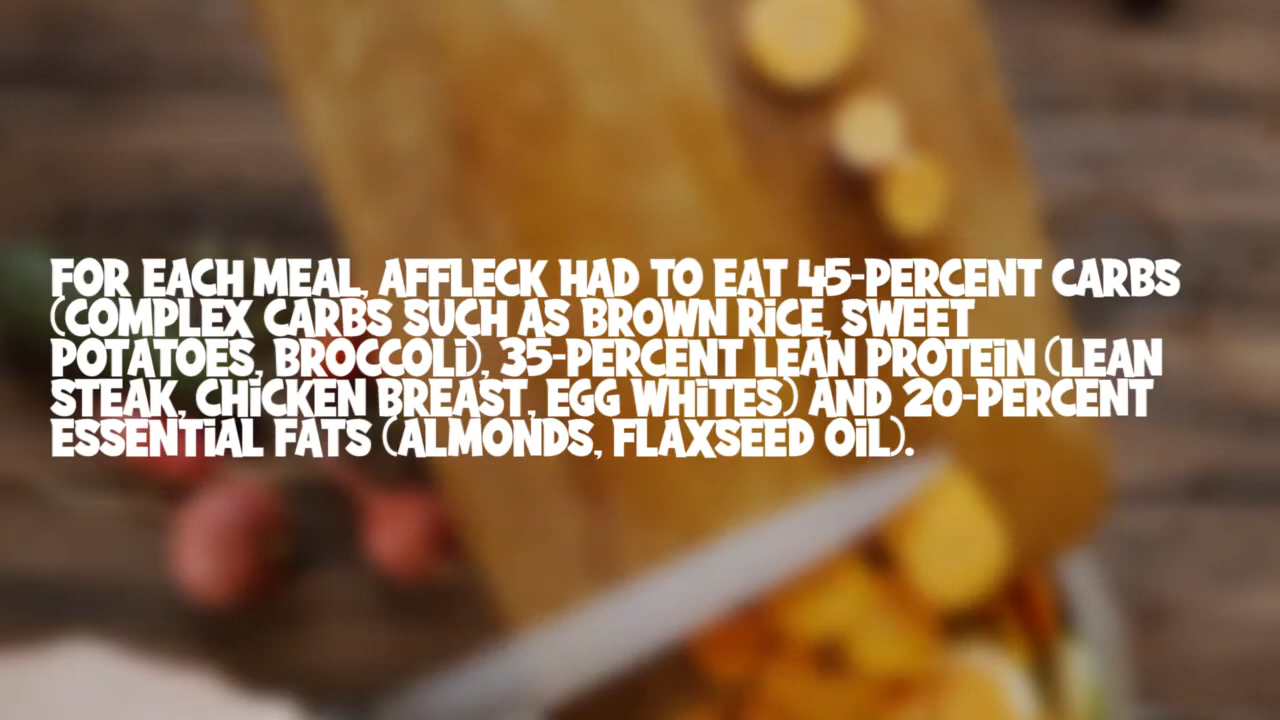 FOR EACH MEAL, AFFLECK HAD TO EAT 45-PERCENT CARBS
(COMPLEX CARBS SUCH AS BROWN RiCE, SWEET
POTATOES, BROCCOLi), 35-PERCENT LEAN PROTEiN (LEAN
STEAK, CHiCKEN BREAST, EGG WHiTES) AND 20-PERCENT
ESSENTiAL FATS (ALMONDS, FLAXSEED OiL).